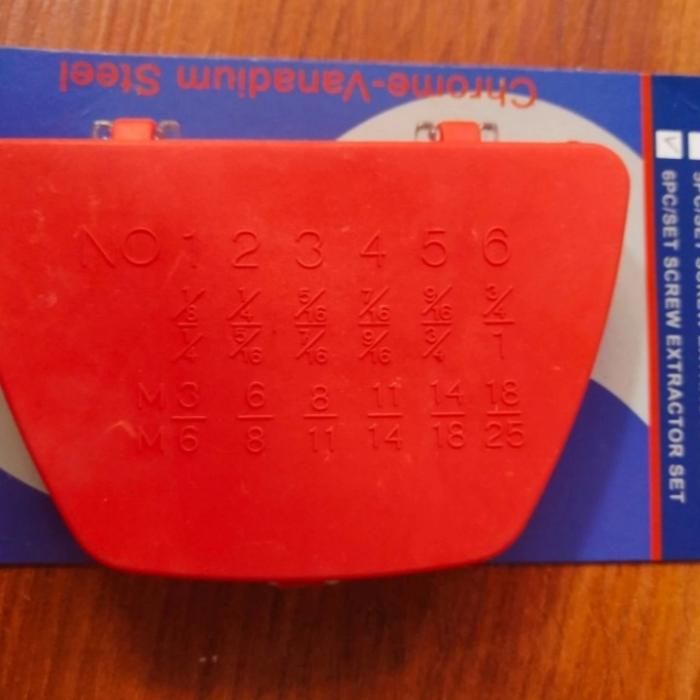 Chrome-Vanadium Steel
NO 1 2 3 4 5 6
1/8 1/4 5/16 7/16 9/16 3/4
1/4 5/16 7/16 9/16 3/4 1
M3 6 8 11 14 18
M6 8 11 14 18 25
6PC/SET SCREW EXTRACTOR SET